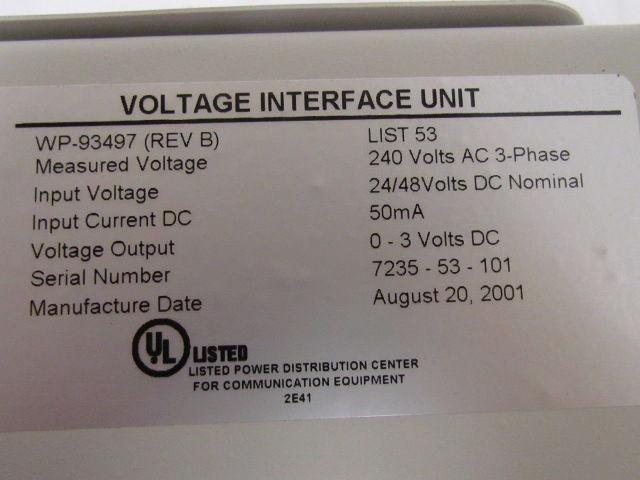 VOLTAGE INTERFACE UNIT
WP-93497 (REV B) LIST 53
Measured Voltage 240 Volts AC 3-Phase
Input Voltage 24/48Volts DC Nominal
Input Current DC 50mA
Voltage Output 0 - 3 Volts DC
Serial Number 7235 - 53 - 101
Manufacture Date August 20, 2001
UL LISTED
LISTED POWER DISTRIBUTION CENTER
FOR COMMUNICATION EQUIPMENT
2E41